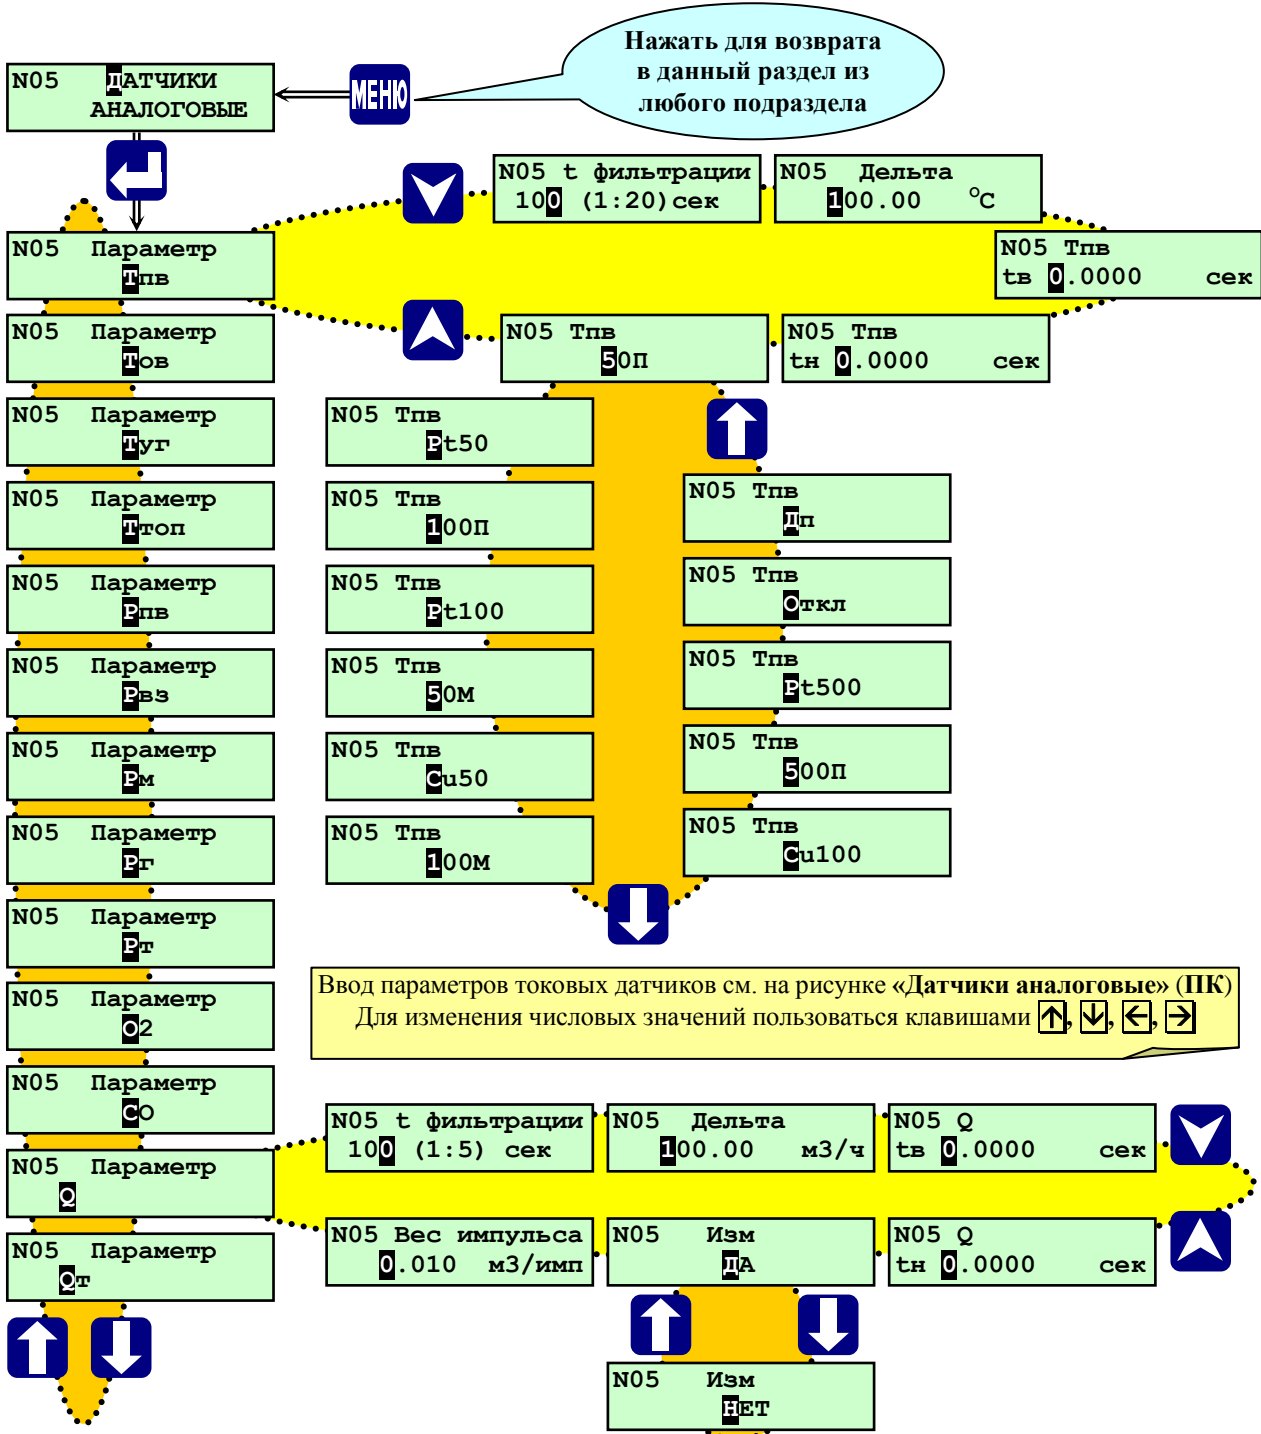 Нажать для возврата
в данный раздел из
любого подраздела
N05 ДАТЧИКИ
АНАЛОГОВЫЕ
МЕНЮ
N05 t фильтрации
100 (1:20)сек
N05 Дельта
100.00 °С
N05 Параметр
Тпв
N05 Тпв
tв 0.0000 сек
N05 Параметр
Тов
N05 Тпв
50П
N05 Тпв
tн 0.0000 сек
N05 Параметр
Туг
N05 Тпв
Pt50
N05 Параметр
Ттоп
N05 Тпв
100П
N05 Тпв
Дп
N05 Параметр
Рпв
N05 Тпв
Pt100
N05 Тпв
Откл
N05 Параметр
Рвз
N05 Тпв
50М
N05 Тпв
Pt500
N05 Параметр
Рм
N05 Тпв
Cu50
N05 Тпв
500П
N05 Параметр
Рг
N05 Тпв
100М
N05 Тпв
Cu100
N05 Параметр
Рт
Ввод параметров токовых датчиков см. на рисунке «Датчики аналоговые» (ПК)
Для изменения числовых значений пользоваться клавишами ↑, ↓, ←, →
N05 Параметр
О2
N05 Параметр
СО
N05 t фильтрации
100 (1:5) сек
N05 Дельта
100.00 м3/ч
N05 Q
tв 0.0000 сек
N05 Параметр
Q
N05 Вес импульса
0.010 м3/имп
N05 Изм
ДА
N05 Q
tн 0.0000 сек
N05 Параметр
Qт
N05 Изм
НЕТ